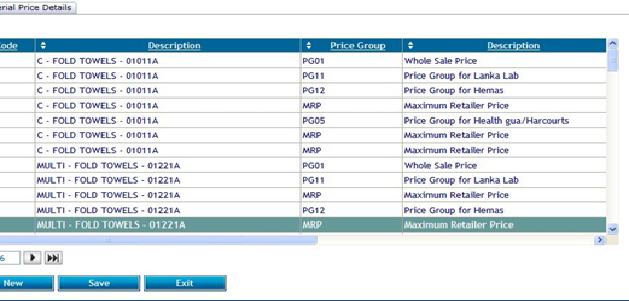 erial Price Details
Code Description Price Group Description
C - FOLD TOWELS - 01011A PG01 Whole Sale Price
C - FOLD TOWELS - 01011A PG11 Price Group for Lanka Lab
C - FOLD TOWELS - 01011A PG12 Price Group for Hemas
C - FOLD TOWELS - 01011A MRP Maximum Retailer Price
C - FOLD TOWELS - 01011A PG05 Price Group for Health gua/Harcourts
C - FOLD TOWELS - 01011A MRP Maximum Retailer Price
C - FOLD TOWELS - 01011A MRP Maximum Retailer Price
MULTI - FOLD TOWELS - 01221A PG01 Whole Sale Price
MULTI - FOLD TOWELS - 01221A PG11 Price Group for Lanka Lab
MULTI - FOLD TOWELS - 01221A MRP Maximum Retailer Price
MULTI - FOLD TOWELS - 01221A PG12 Price Group for Hemas
MULTI - FOLD TOWELS - 01221A MRP Maximum Retailer Price
6
New Save Exit